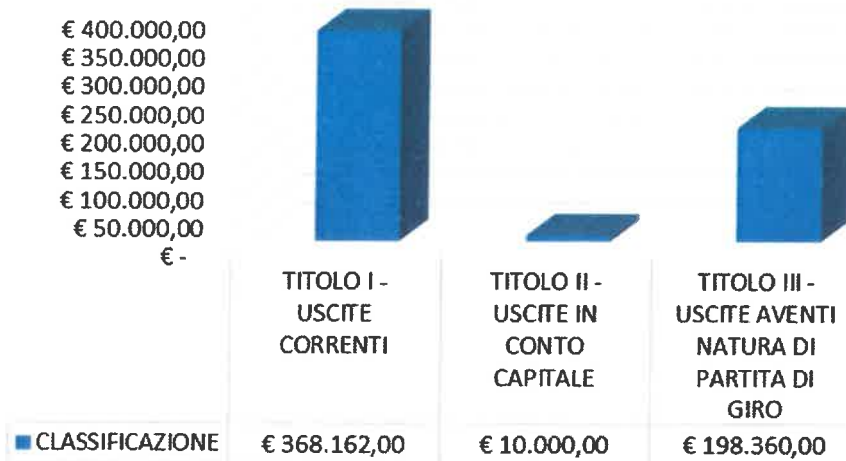 € 400.000,00
€ 350.000,00
€ 300.000,00
€ 250.000,00
€ 200.000,00
€ 150.000,00
€ 100.000,00
€ 50.000,00
€ -
TITOLO I -
USCITE
CORRENTI
TITOLO II -
USCITE IN
CONTO
CAPITALE
TITOLO III -
USCITE AVENTI
NATURA DI
PARTITA DI
GIRO
CLASSIFICAZIONE € 368.162,00 € 10.000,00 € 198.360,00